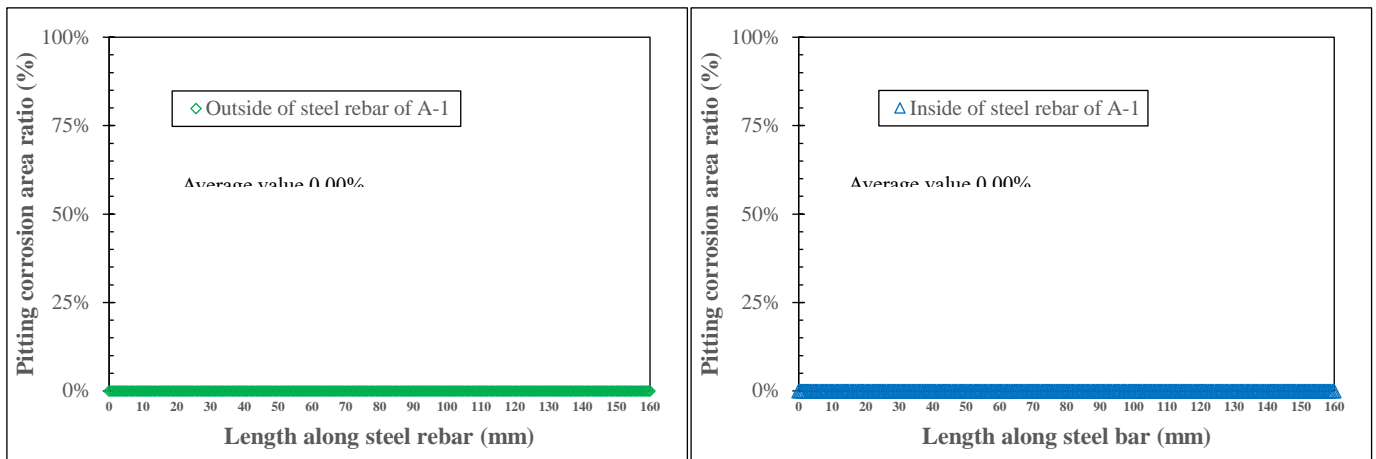 100%
75%
50%
25%
0%
Pitting corrosion area ratio (%)
Outside of steel rebar of A-1
Average value 0.00%
0 10 20 30 40 50 60 70 80 90 100 110 120 130 140 150 160
Length along steel rebar (mm)
100%
75%
50%
25%
0%
Pitting corrosion area ratio (%)
Inside of steel rebar of A-1
Average value 0.00%
0 10 20 30 40 50 60 70 80 90 100 110 120 130 140 150 160
Length along steel bar (mm)